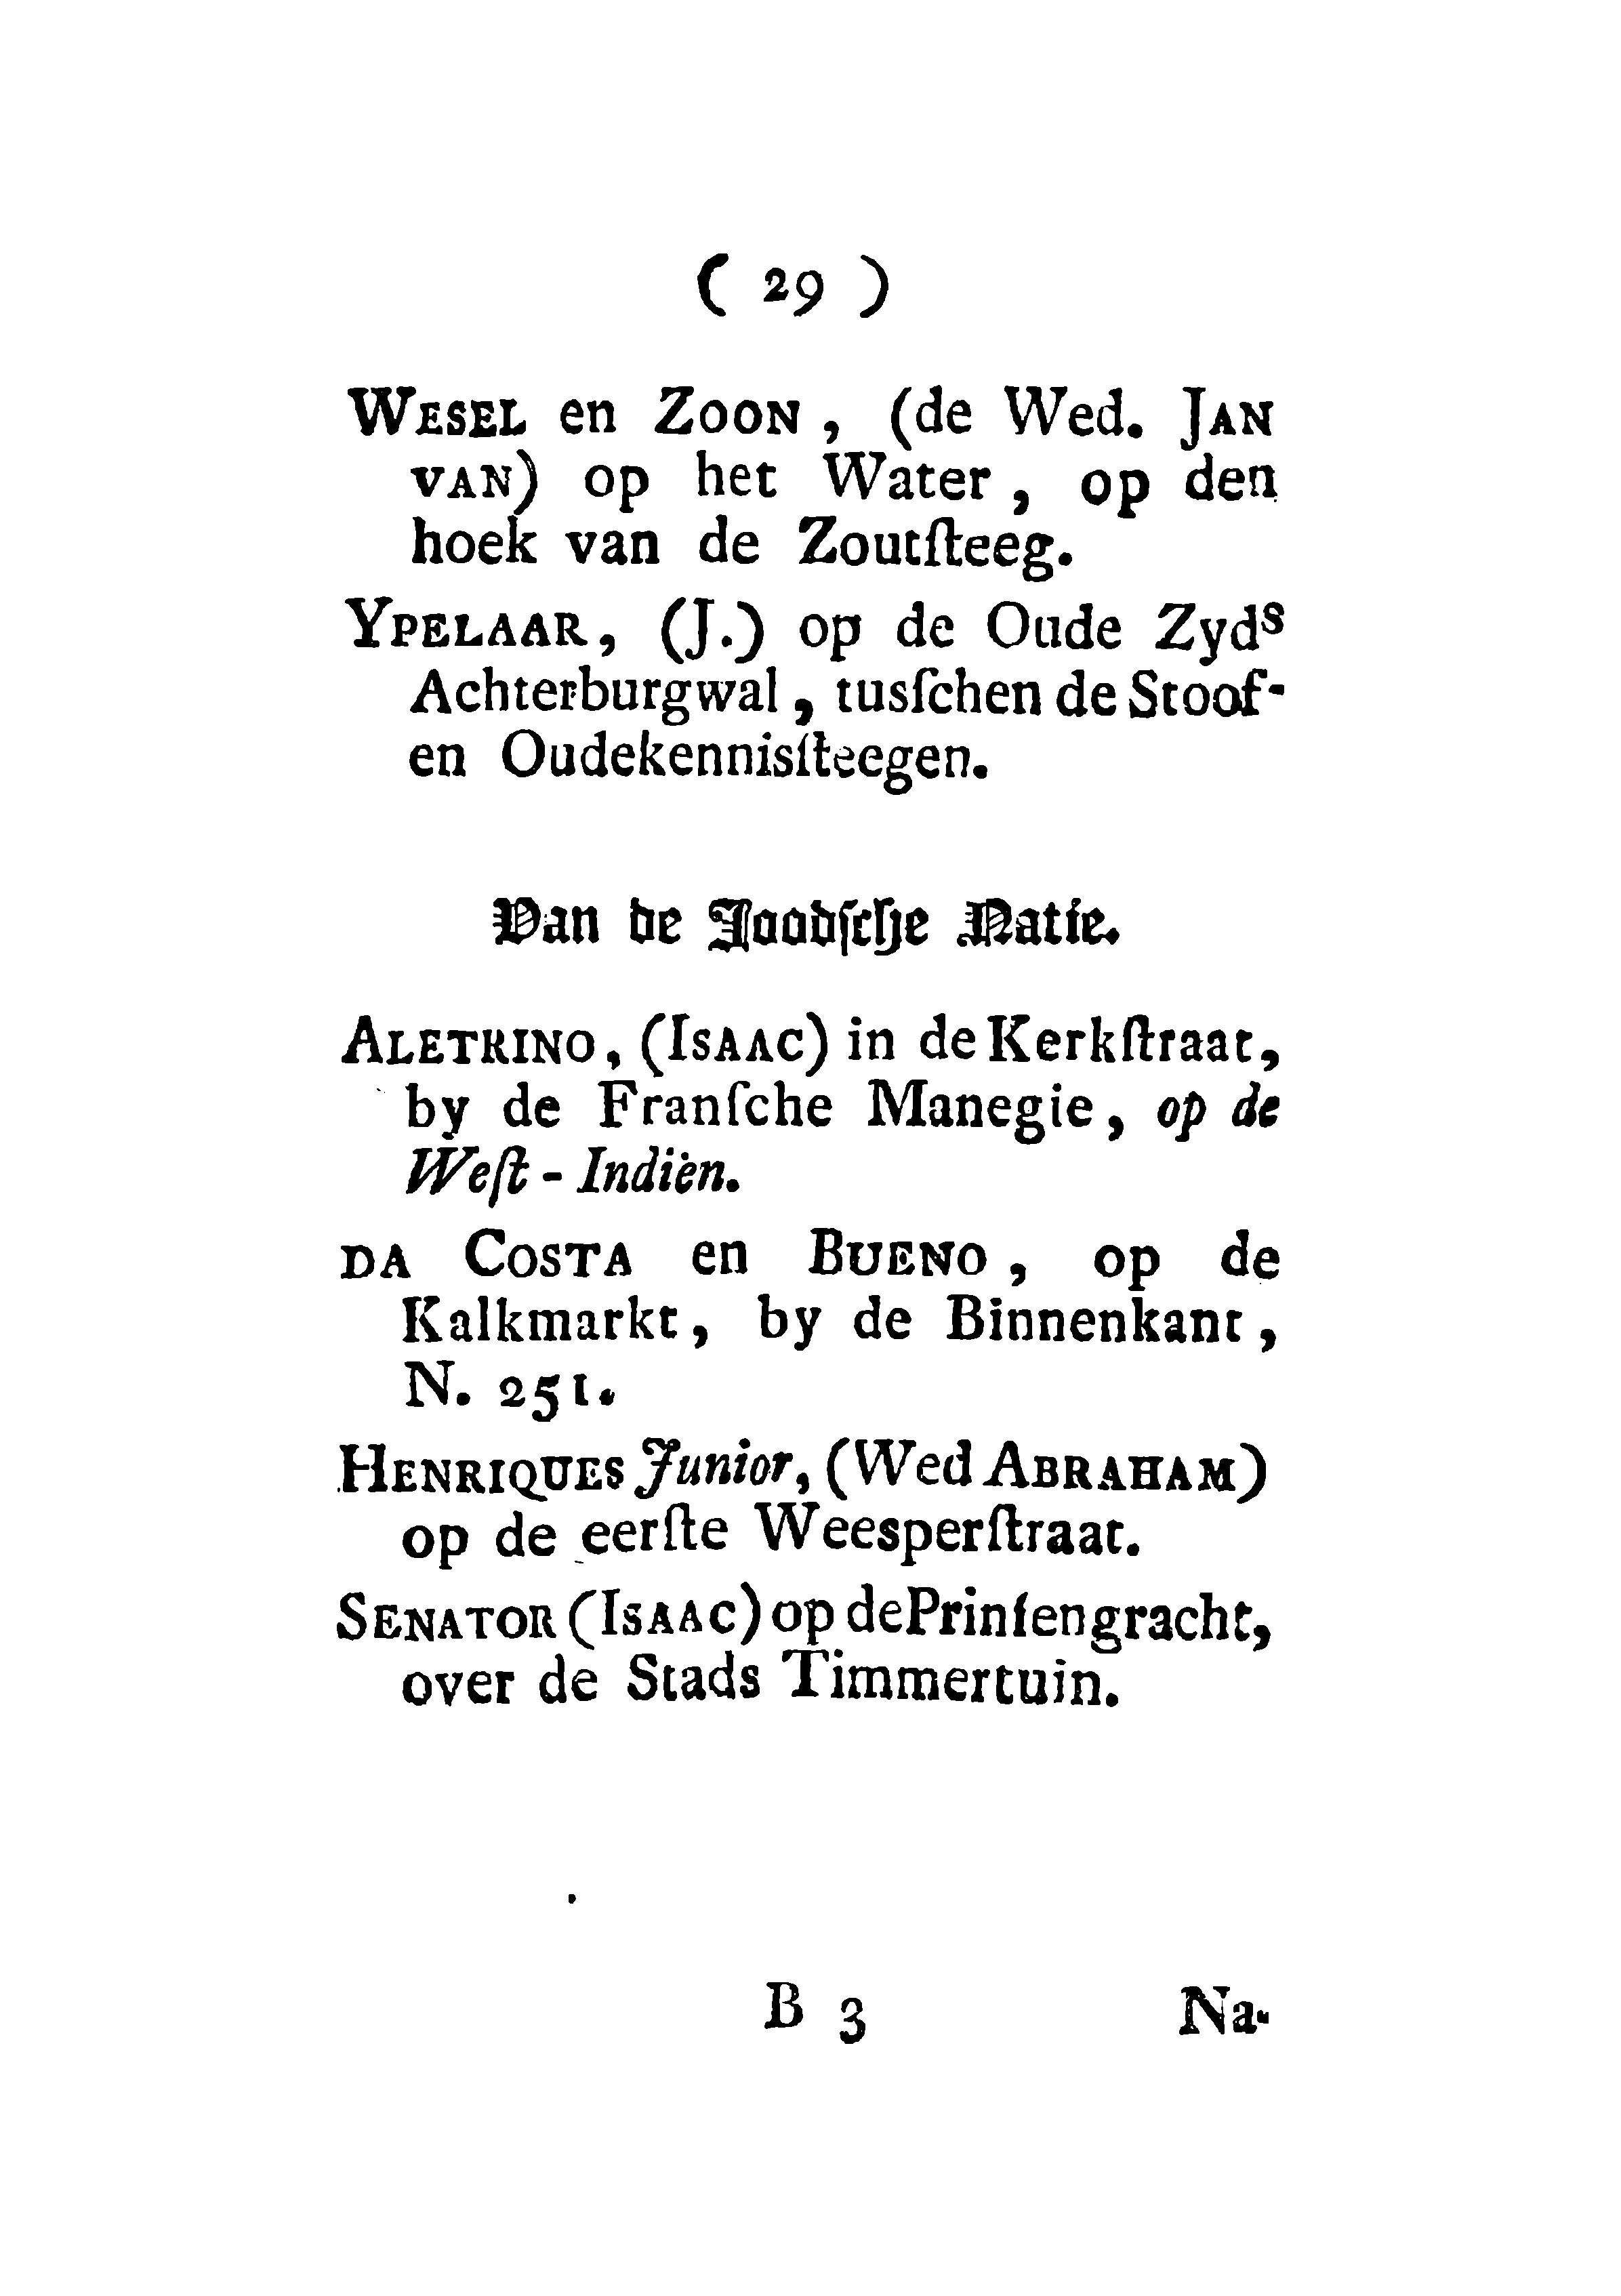 ( 29 )
WESEL en ZOON, (de Wed. JAN
VAN) op het Water, op den
hoek van de Zoutſteeg.
YPELAAR, (J.) op de Oude Zyds
Achterburgwal, tusſchen de Stoof-
en Oudekennisſteegen.
Van de Joodſche Natie.
ALETRINO, (ISAAC) in de Kerkſtraat,
by de Franſche Manegie, op de
Weſt-Indiën.
DA COSTA en BUENO, op de
Kalkmarkt, by de Binnenkant,
N. 251.
HENRIQUES Junior, (Wed ABRAHAM)
op de eerſte Weesperſtraat.
SENATOR (ISAAC) op de Prinſengracht,
over de Stads Timmertuin.
B 3 Na-